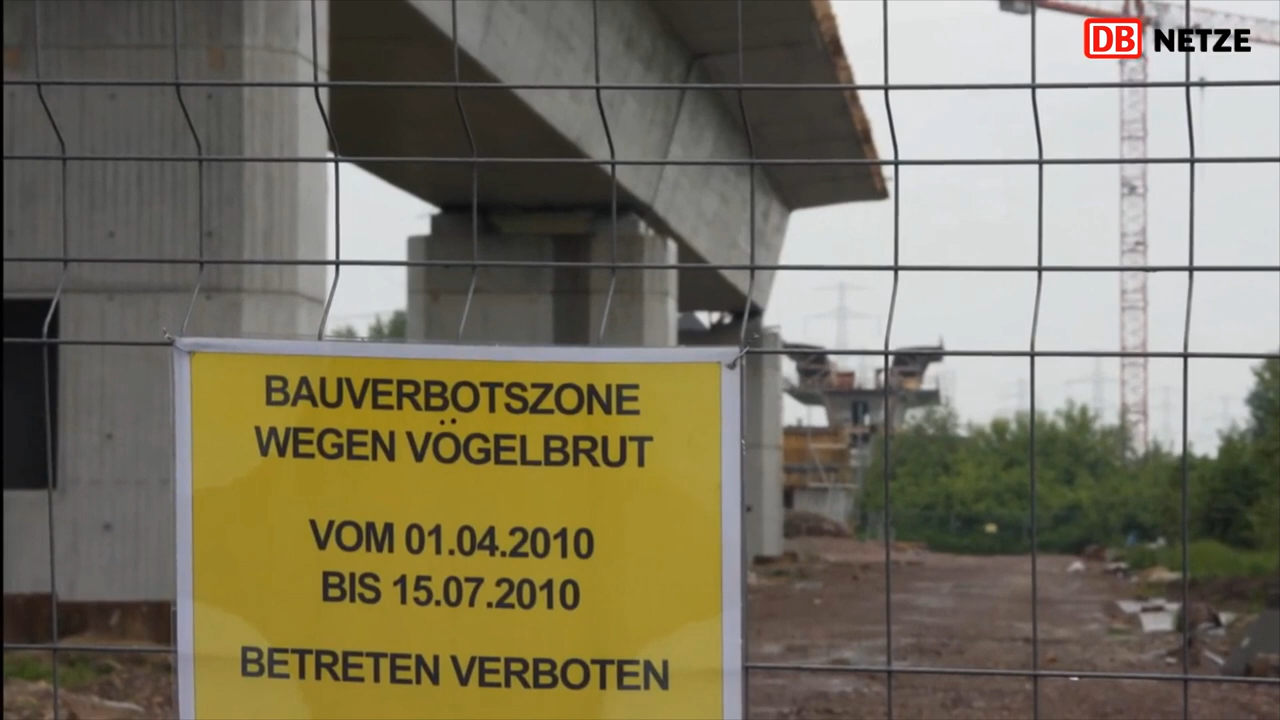 DB NETZE
BAUVERBOTSZONE
WEGEN VÖGELBRUT
VOM 01.04.2010
BIS 15.07.2010
BETRETEN VERBOTEN